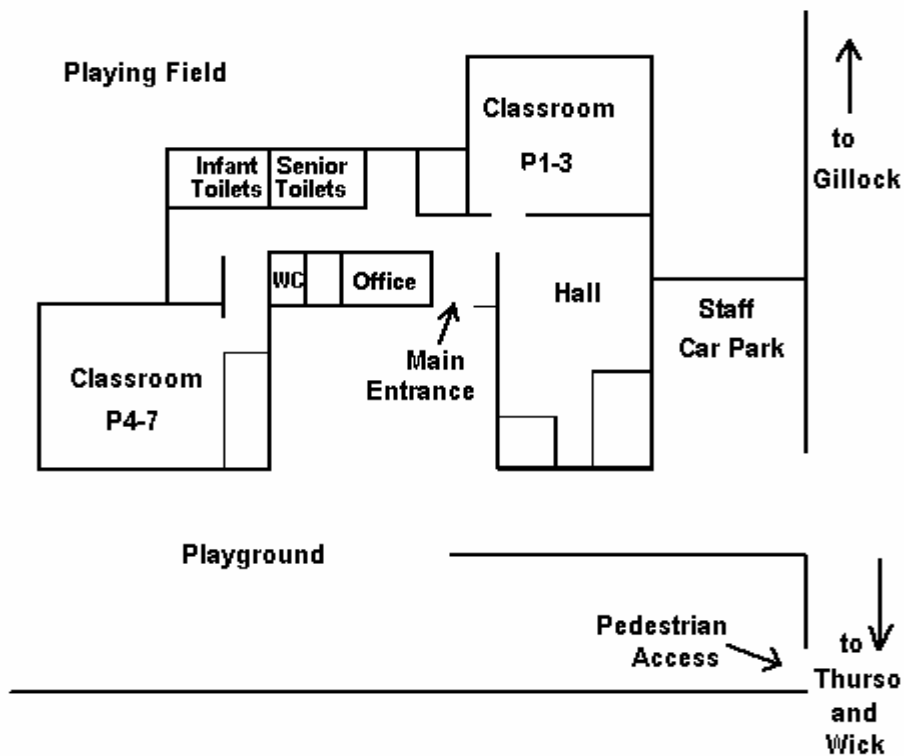 Playing Field
Classroom
P1-3
to
Gillock
Infant
Toilets
Senior
Toilets
WC
Office
Hall
Staff
Car Park
Main
Entrance
Classroom
P4-7
Playground
Pedestrian
Access
to
Thurso
and
Wick